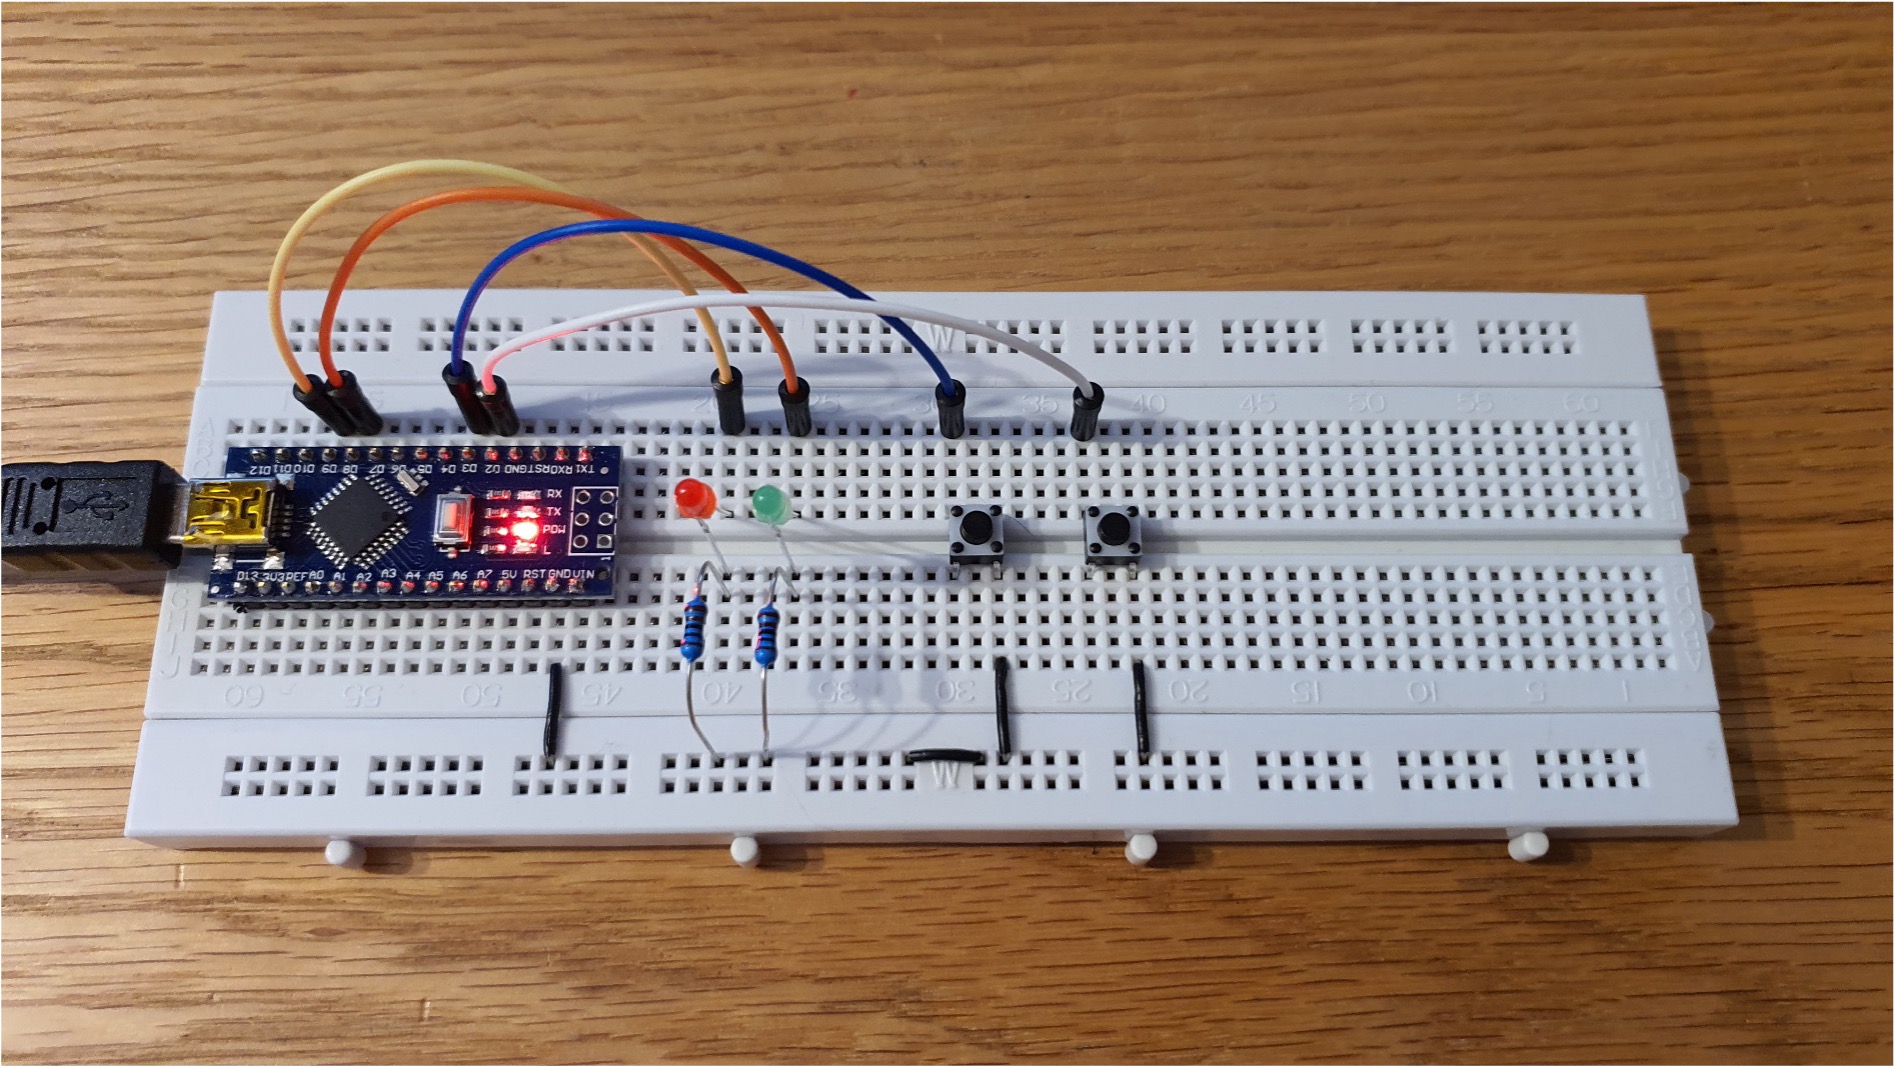 W
15 20 25 30 35 40 45 50 55 60
D12 D11 D10 D9 D8 D7 D6 D5 D4 D3 D2 GND RST RX0 TX1
RX
TX
POW
L
1
D13 3V3 REF A0 A1 A2 A3 A4 A5 A6 A7 5V RST GND VIN
60 55 50 45 40 35 30 25 20 15 10 5 1
W